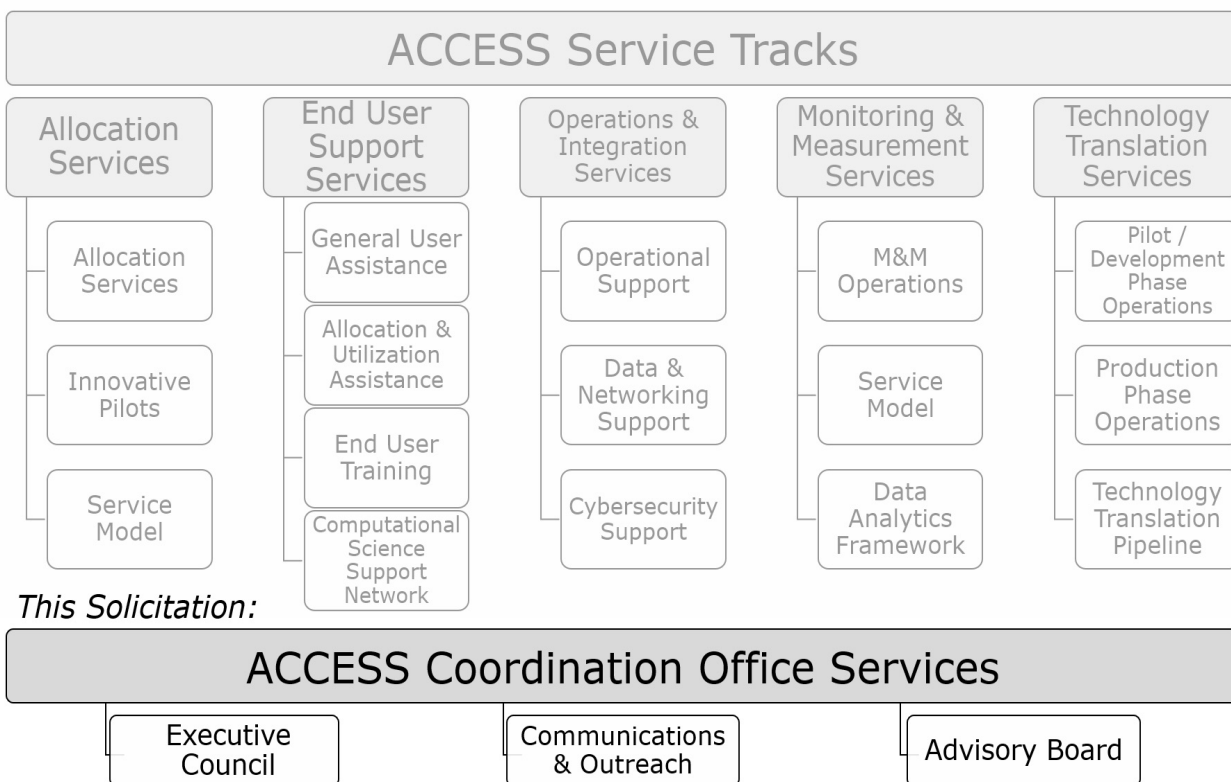 ACCESS Service Tracks
Allocation
Services
Allocation
Services
Innovative
Pilots
Service
Model
End User
Support
Services
General User
Assistance
Allocation &
Utilization
Assistance
End User
Training
Computational
Science
Support
Network
Operations &
Integration
Services
Operational
Support
Data &
Networking
Support
Cybersecurity
Support
Monitoring &
Measurement
Services
M&M
Operations
Service
Model
Data
Analytics
Framework
Technology
Translation
Services
Pilot /
Development
Phase
Operations
Production
Phase
Operations
Technology
Translation
Pipeline
This Solicitation:
ACCESS Coordination Office Services
Executive
Council
Communications
& Outreach
Advisory Board